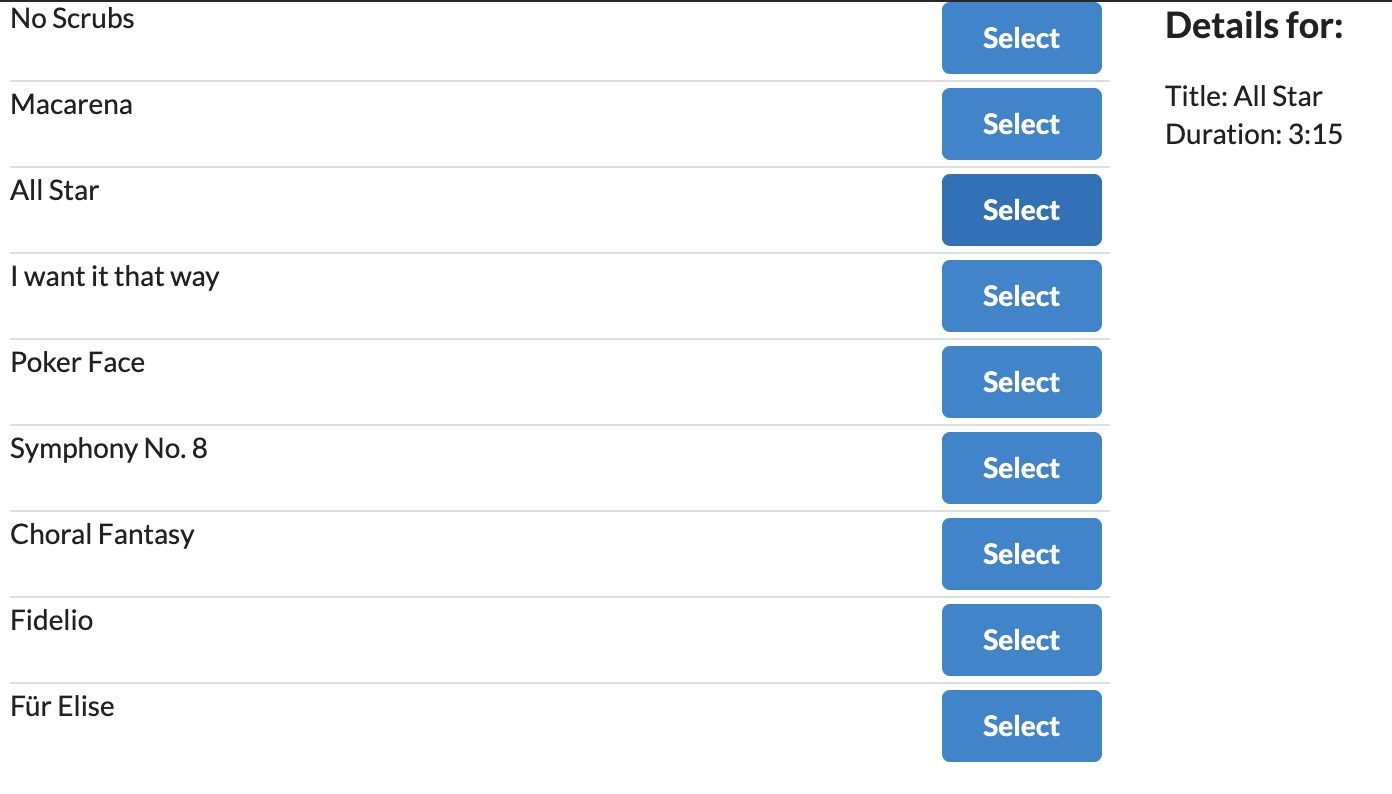 No Scrubs
Select
Macarena
Select
All Star
Select
I want it that way
Select
Poker Face
Select
Symphony No. 8
Select
Choral Fantasy
Select
Fidelio
Select
Für Elise
Select
Details for:
Title: All Star
Duration: 3:15